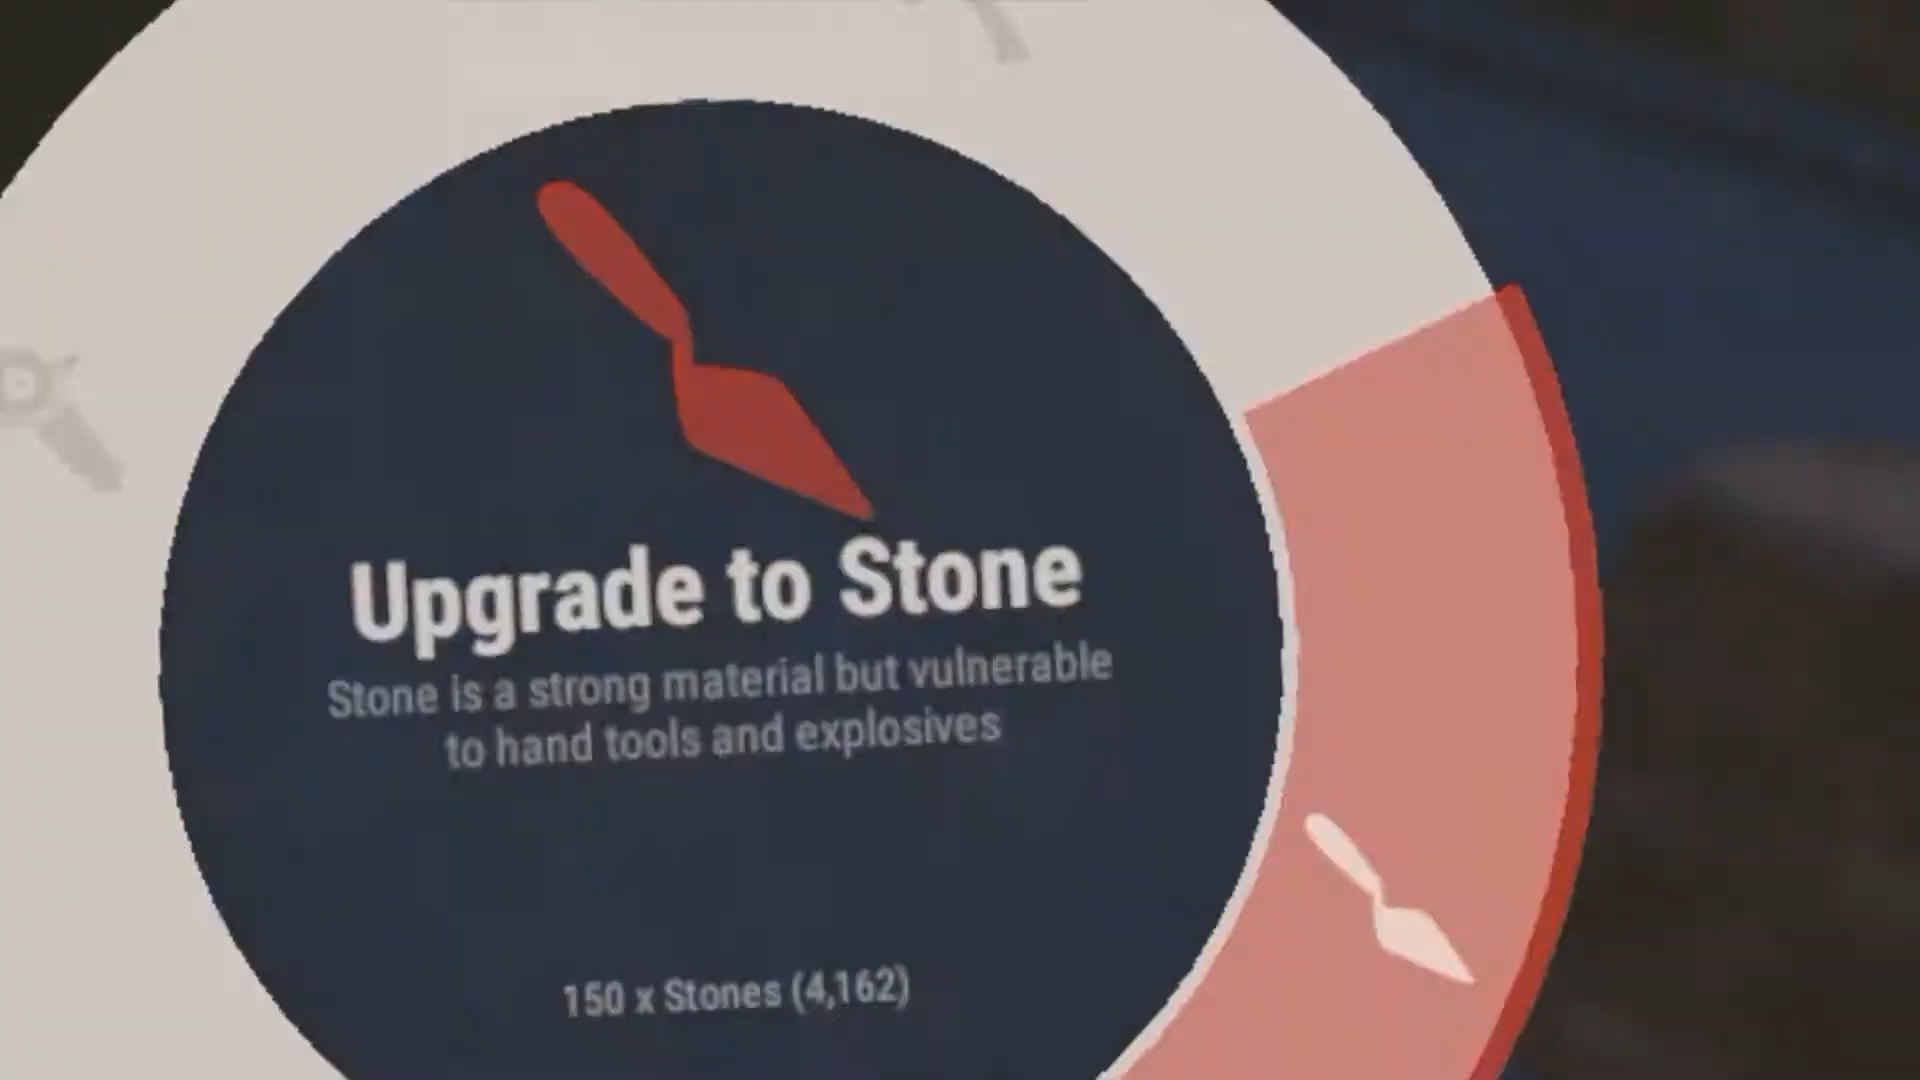 Upgrade to Stone
Stone is a strong material but vulnerable
to hand tools and explosives
150 x Stones (4,162)